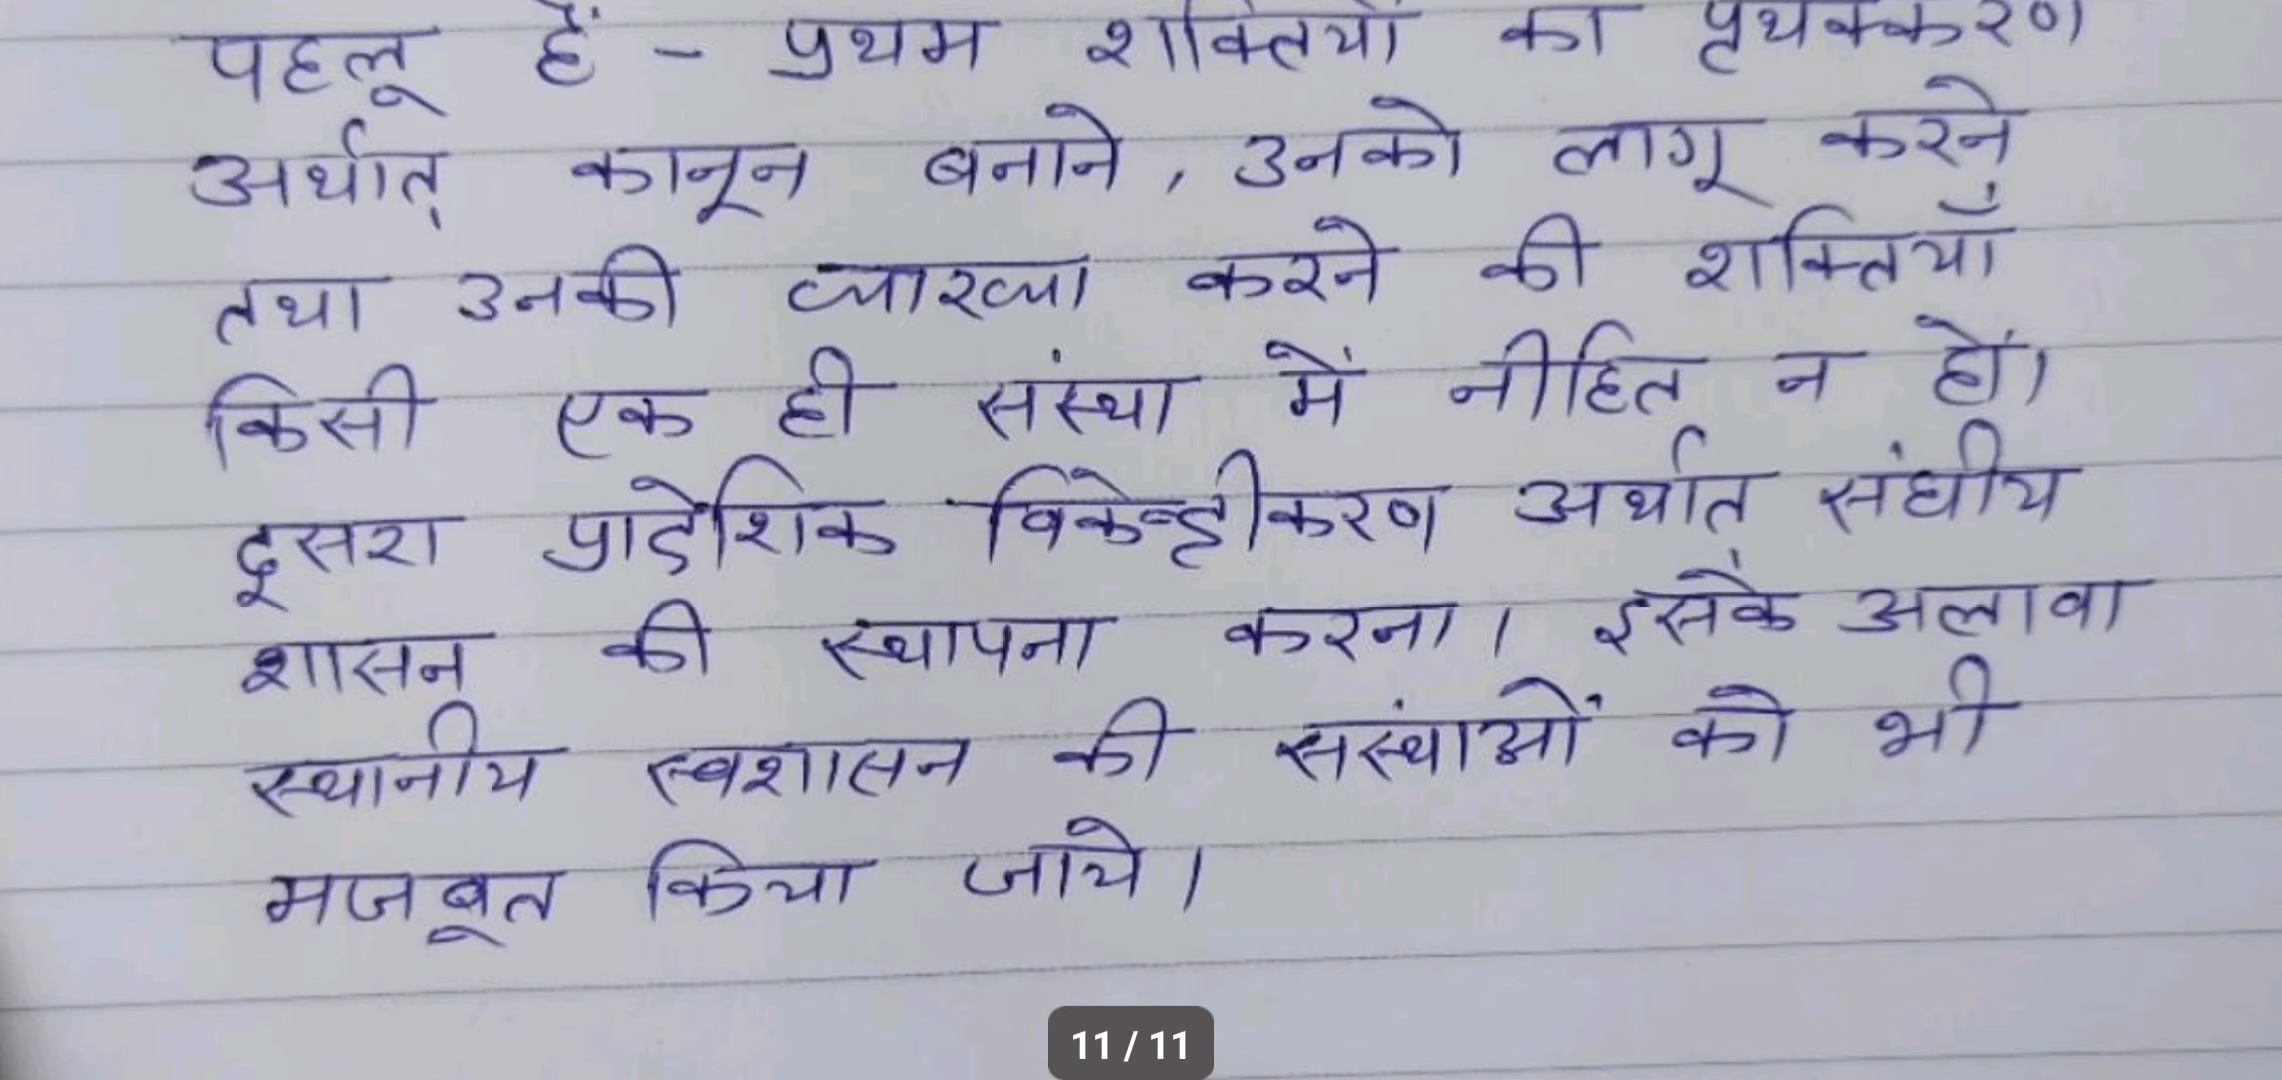 पहलू हैं - प्रथम शक्तियों का पृथक्करण
अर्थात् कानून बनाने, उनको लागू करने
तथा उनकी व्याख्या करने की शक्तियाँ
किसी एक ही संस्था में नीहित न हों।
दूसरा प्रादेशिक विकेन्द्रीकरण अर्थात संघीय
शासन की स्थापना करना। इसके अलावा
स्थानीय स्वशासन की संस्थाओं को भी
मजबूत किया जाये।
11 / 11